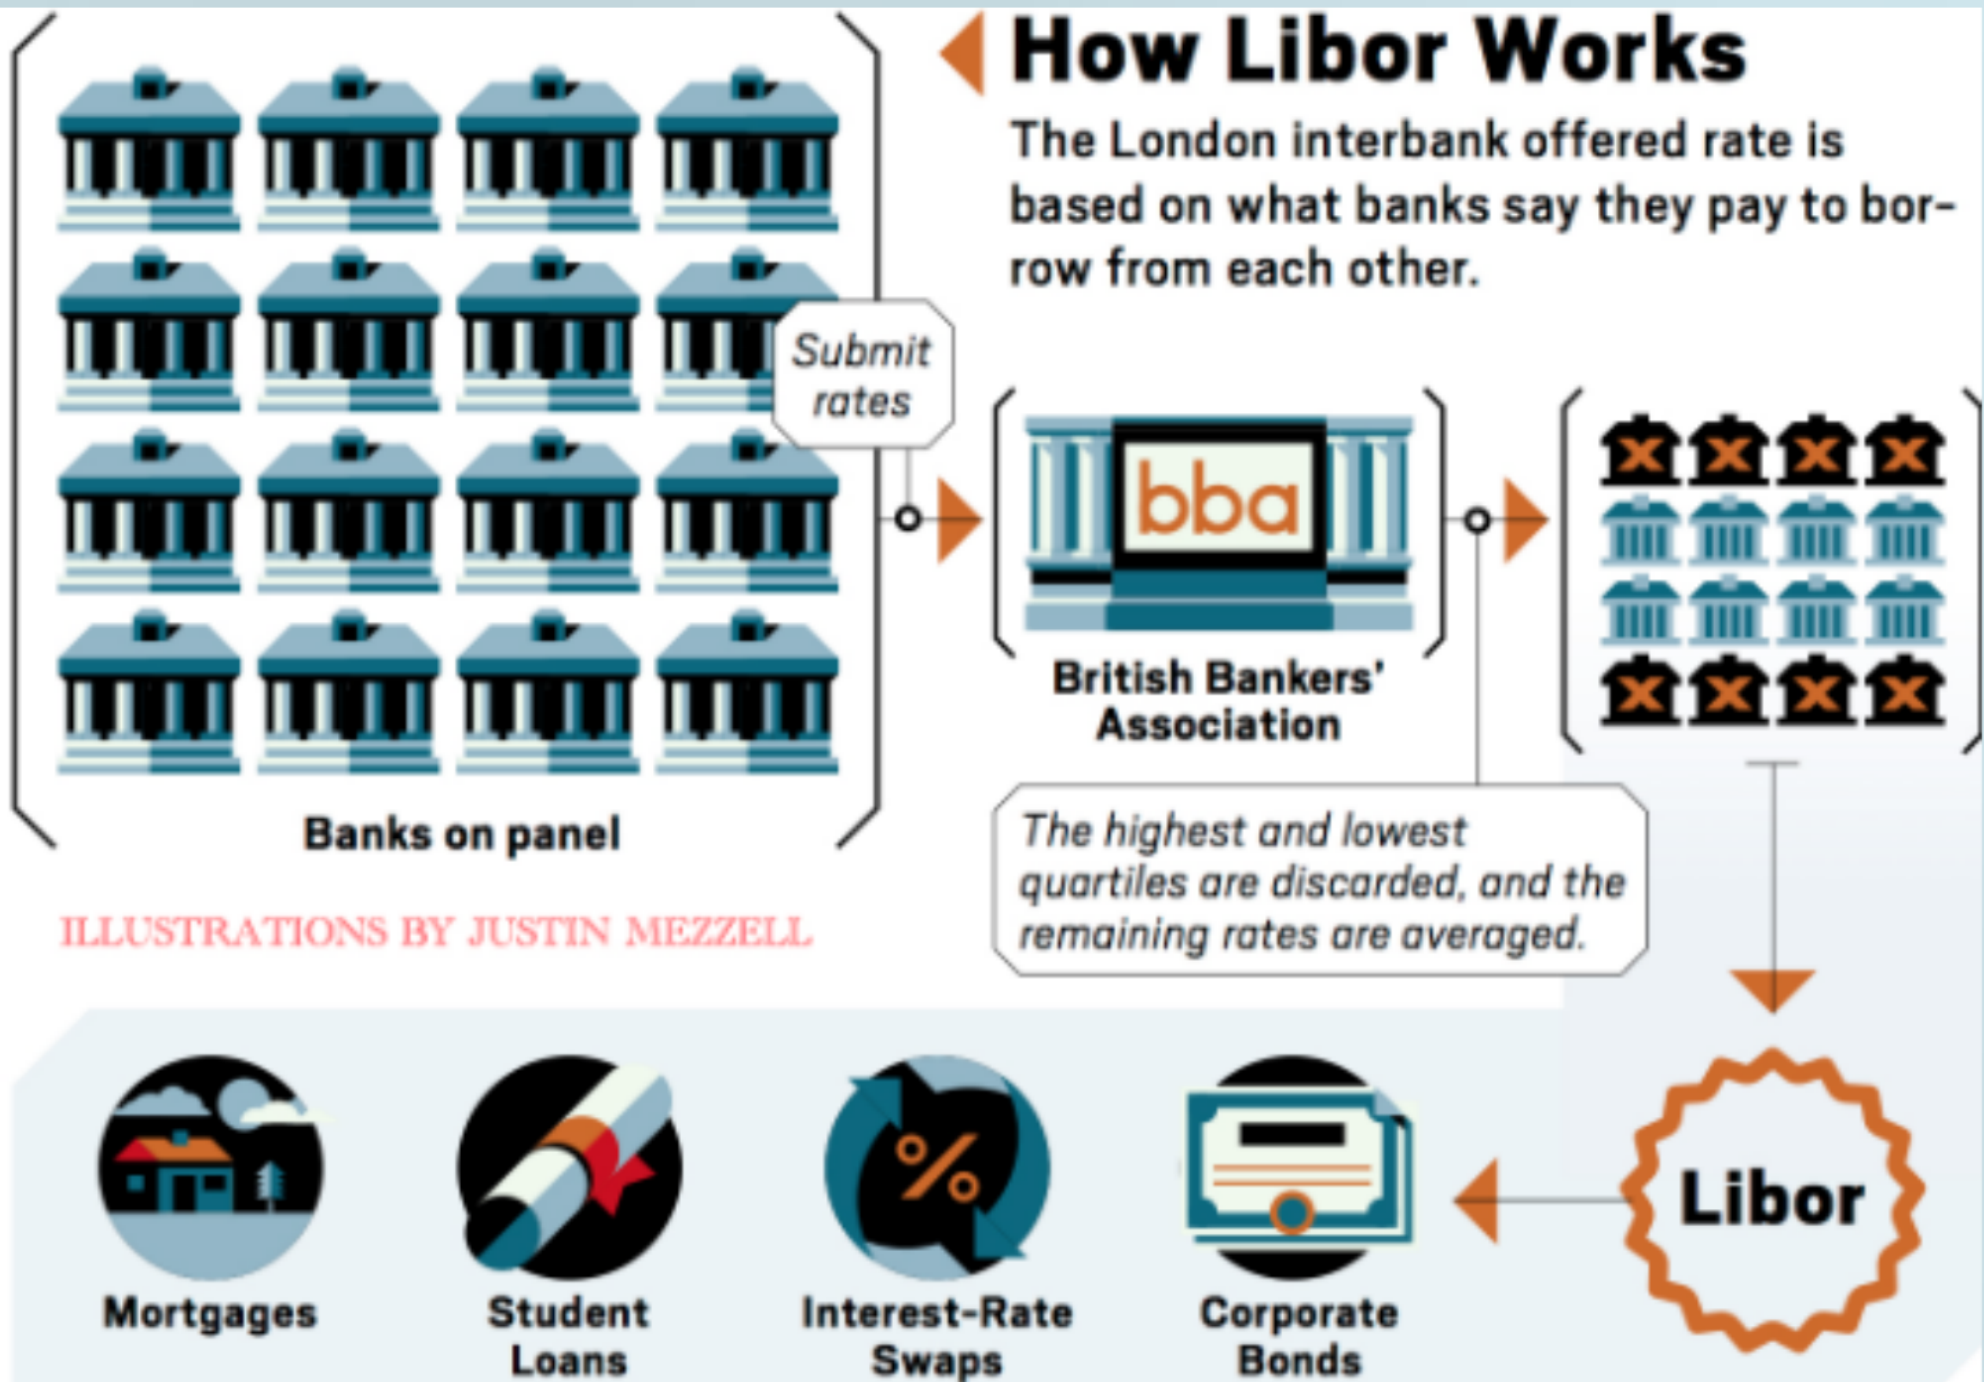 How Libor Works
The London interbank offered rate is
based on what banks say they pay to bor-
row from each other.
Submit
rates
bba
British Bankers'
Association
Banks on panel
The highest and lowest
quartiles are discarded, and the
remaining rates are averaged.
ILLUSTRATIONS BY JUSTIN MEZZELL
Libor
%
Mortgages
Student
Loans
Interest-Rate
Swaps
Corporate
Bonds